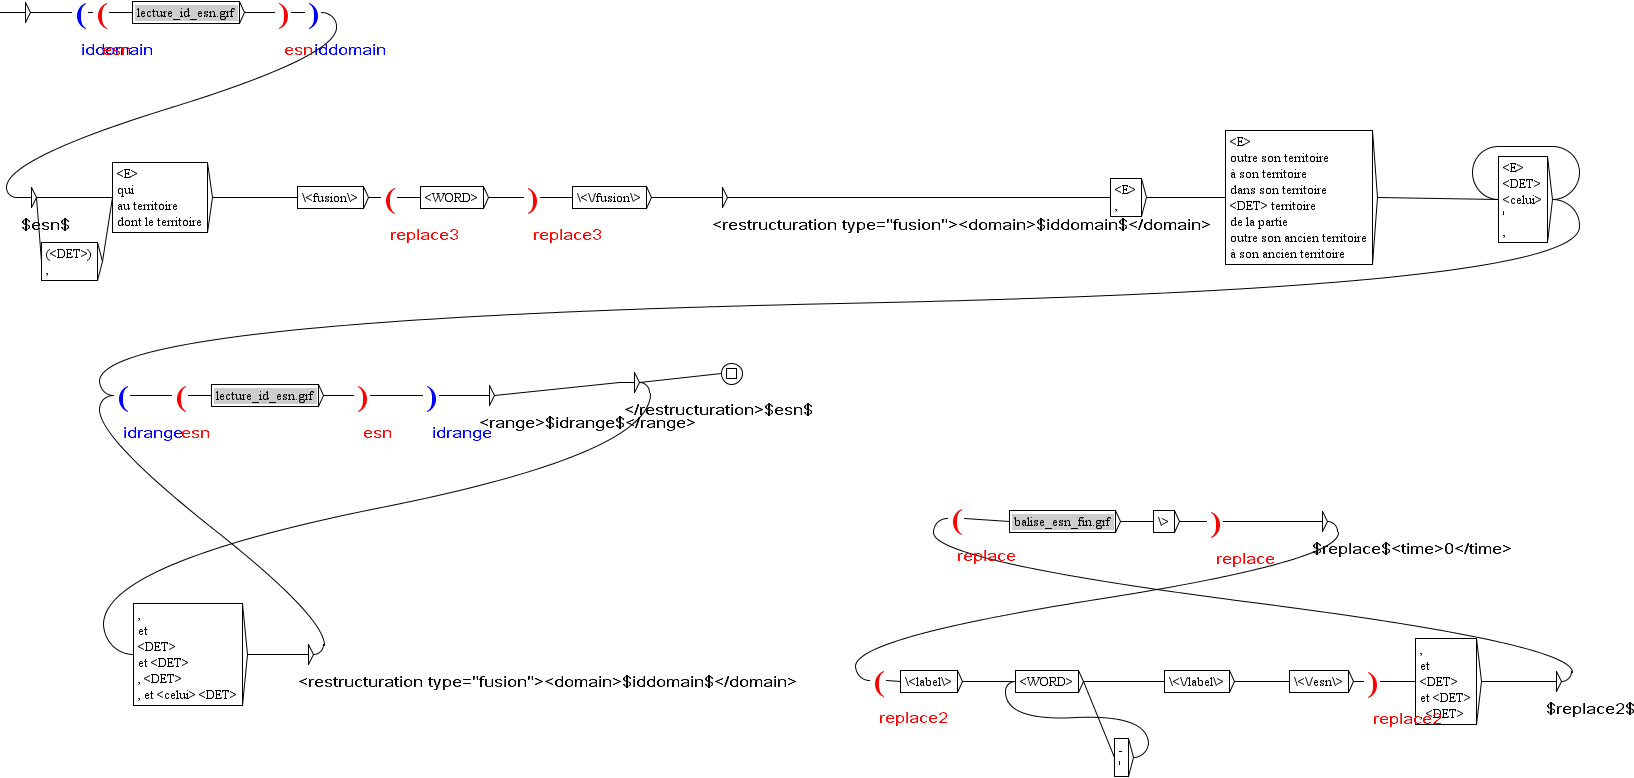 ( ( lecture_id_esn.grf ) )
iddomain esn esn iddomain
<E>
qui
au territoire
dont le territoire
$esn$
(<DET>)
,
\<fusion\> ( <WORD> ) \<\/fusion\>
replace3 replace3
<restructuration type="fusion"><domain>$iddomain$</domain>
<E>
,
<E>
outre son territoire
à son territoire
dans son territoire
<DET> territoire
de la partie
outre son ancien territoire
à son ancien territoire
<E>
<DET>
<celui>
'
,
( ( lecture_id_esn.grf ) )
idrange esn esn idrange
<range>$idrange$</range>
</restructuration>$esn$
,
et
<DET>
et <DET>
, <DET>
, et <celui> <DET>
<restructuration type="fusion"><domain>$iddomain$</domain>
( balise_esn_fin.grf \> )
replace replace
$replace$<time>0</time>
( \<label\> <WORD> \<\/label\> \<\/esn\> )
replace2 replace2
-
'
,
et
<DET>
et <DET>
, <DET>
$replace2$